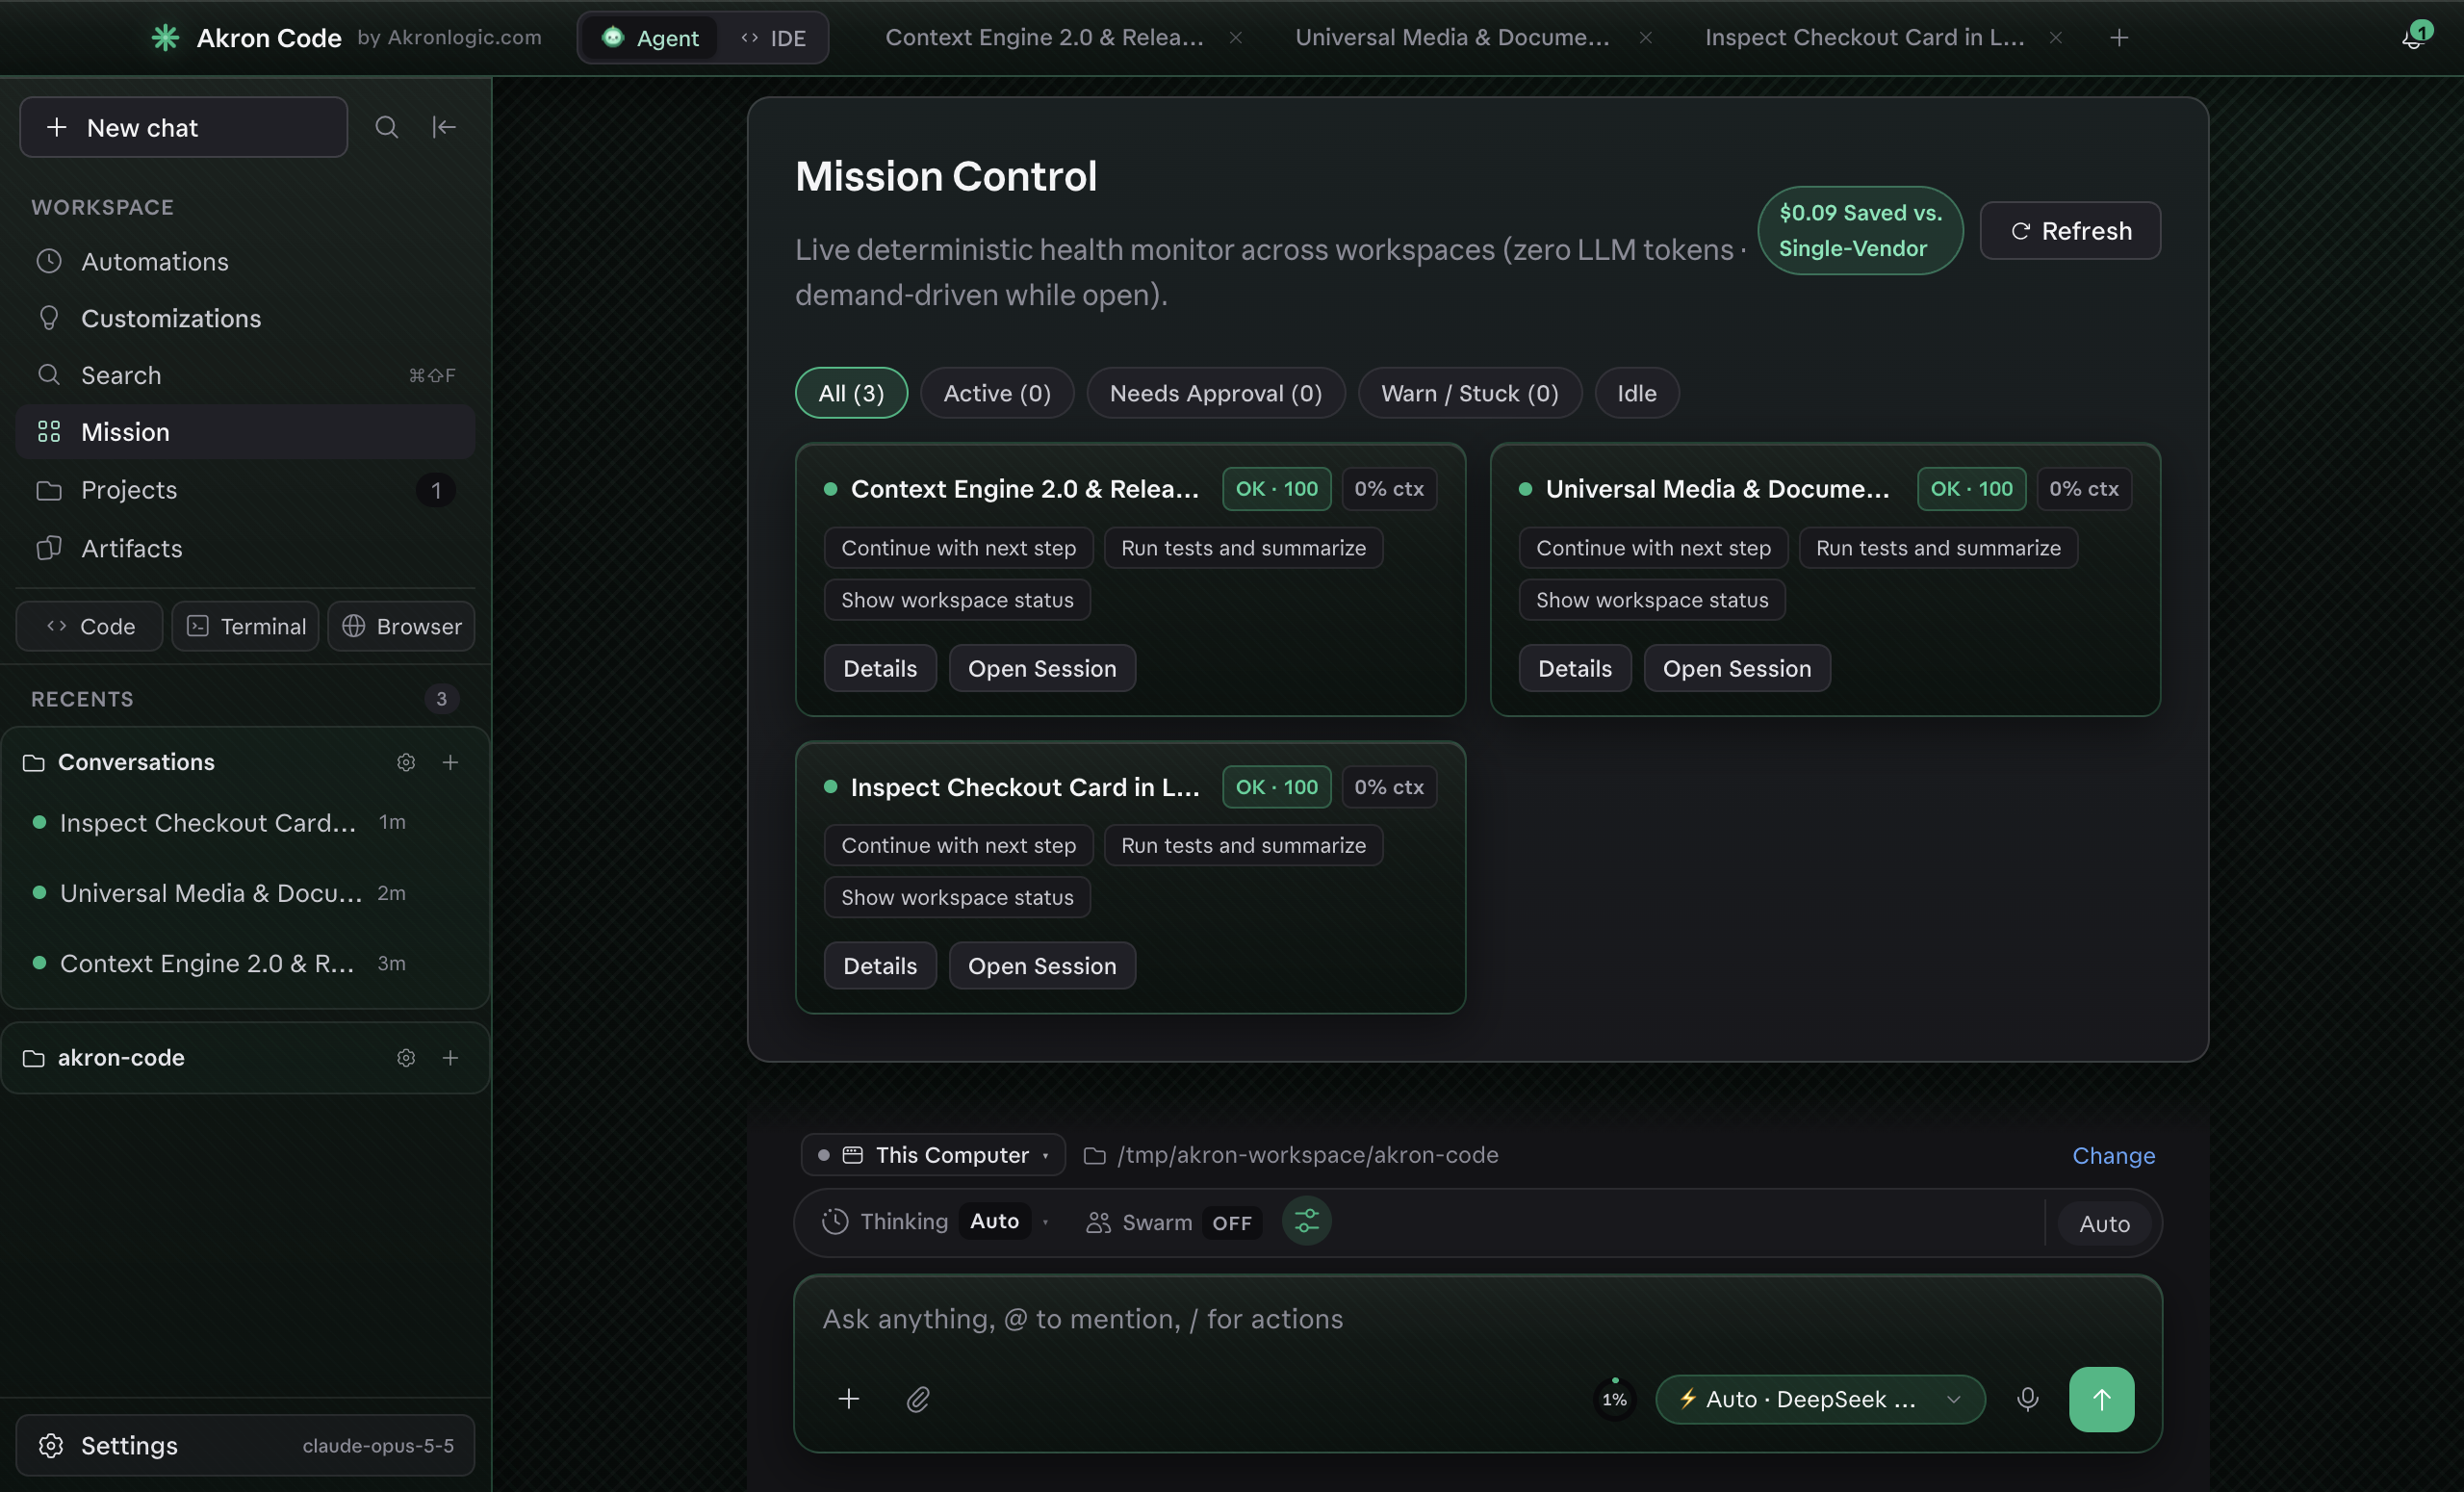 Akron Code by Akronlogic.com
Agent
IDE
Context Engine 2.0 & Relea...
Universal Media & Docume...
Inspect Checkout Card in L...
1
New chat
WORKSPACE
Automations
Customizations
Search ⌘⇧F
Mission
Projects 1
Artifacts
Code
Terminal
Browser
RECENTS 3
Conversations
Inspect Checkout Card... 1m
Universal Media & Docu... 2m
Context Engine 2.0 & R... 3m
akron-code
Settings claude-opus-5-5
Mission Control
Live deterministic health monitor across workspaces (zero LLM tokens ·
demand-driven while open).
$0.09 Saved vs.
Single-Vendor
Refresh
All (3)
Active (0)
Needs Approval (0)
Warn / Stuck (0)
Idle
Context Engine 2.0 & Relea... OK · 100 0% ctx
Continue with next step
Run tests and summarize
Show workspace status
Details
Open Session
Universal Media & Docume... OK · 100 0% ctx
Continue with next step
Run tests and summarize
Show workspace status
Details
Open Session
Inspect Checkout Card in L... OK · 100 0% ctx
Continue with next step
Run tests and summarize
Show workspace status
Details
Open Session
This Computer
/tmp/akron-workspace/akron-code
Change
Thinking Auto
Swarm OFF
Auto
Ask anything, @ to mention, / for actions
1%
⚡ Auto · DeepSeek ...